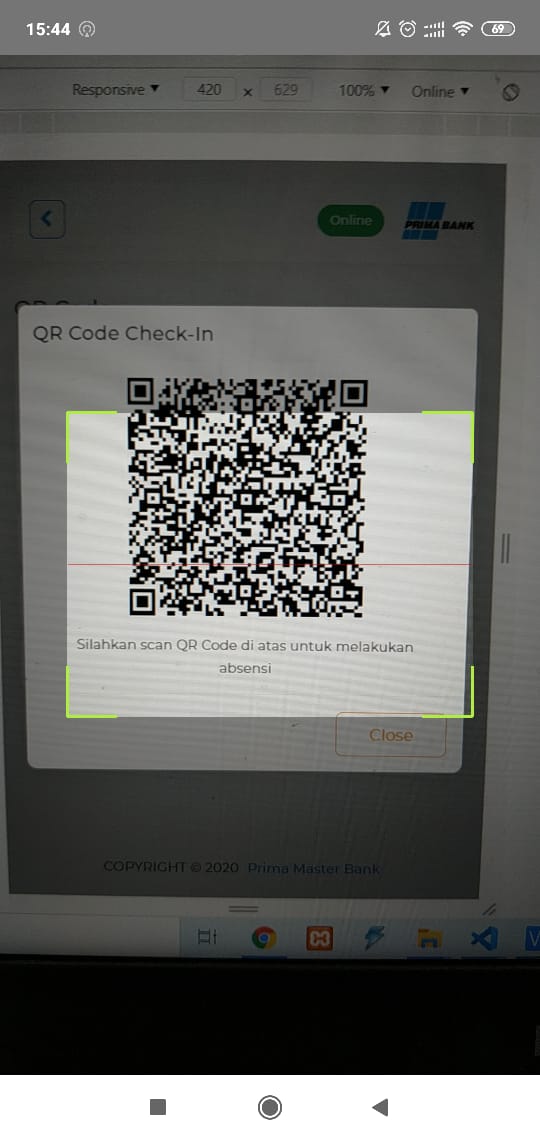 15:44
69
Responsive ▼ 420 x 629 100% ▼ Online ▼
Online
PRIMA BANK
QR Code Check-In
Silahkan scan QR Code di atas untuk melakukan
absensi
Close
COPYRIGHT © 2020 Prima Master Bank